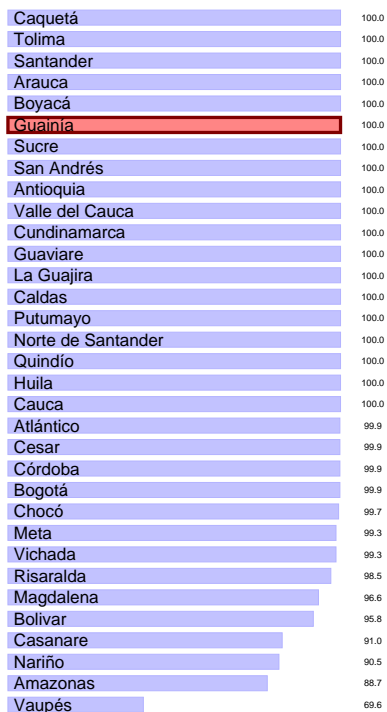 Caquetá 100.0
Tolima 100.0
Santander 100.0
Arauca 100.0
Boyacá 100.0
Guainía 100.0
Sucre 100.0
San Andrés 100.0
Antioquia 100.0
Valle del Cauca 100.0
Cundinamarca 100.0
Guaviare 100.0
La Guajira 100.0
Caldas 100.0
Putumayo 100.0
Norte de Santander 100.0
Quindío 100.0
Huila 100.0
Cauca 100.0
Atlántico 99.9
Cesar 99.9
Córdoba 99.9
Bogotá 99.9
Chocó 99.7
Meta 99.3
Vichada 99.3
Risaralda 98.5
Magdalena 96.6
Bolivar 95.8
Casanare 91.0
Nariño 90.5
Amazonas 88.7
Vaupés 69.6